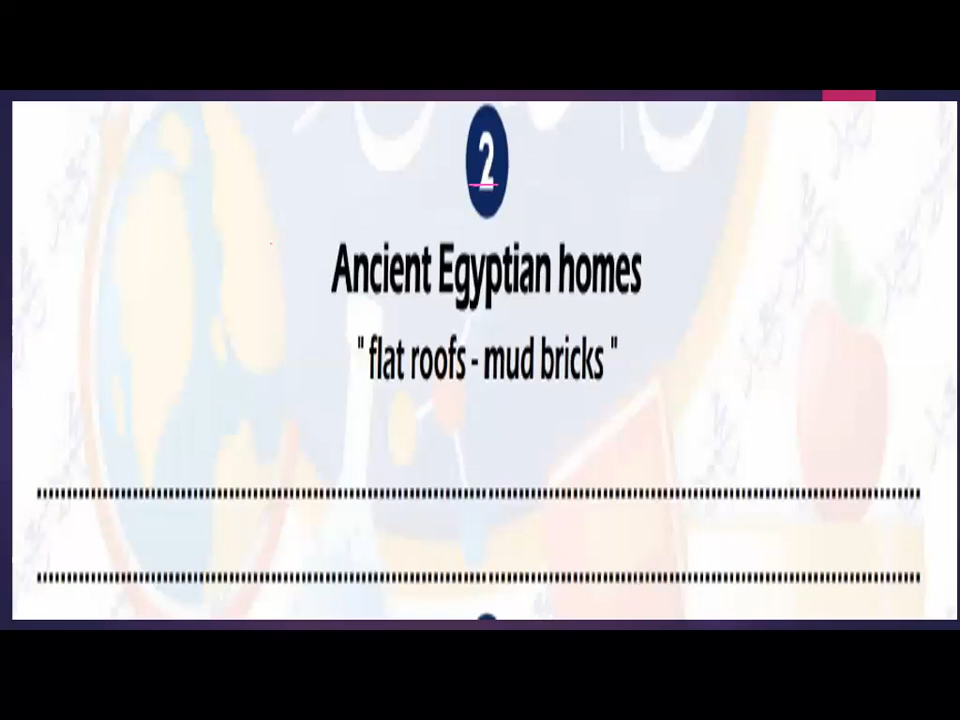 2
Ancient Egyptian homes
" flat roofs - mud bricks "